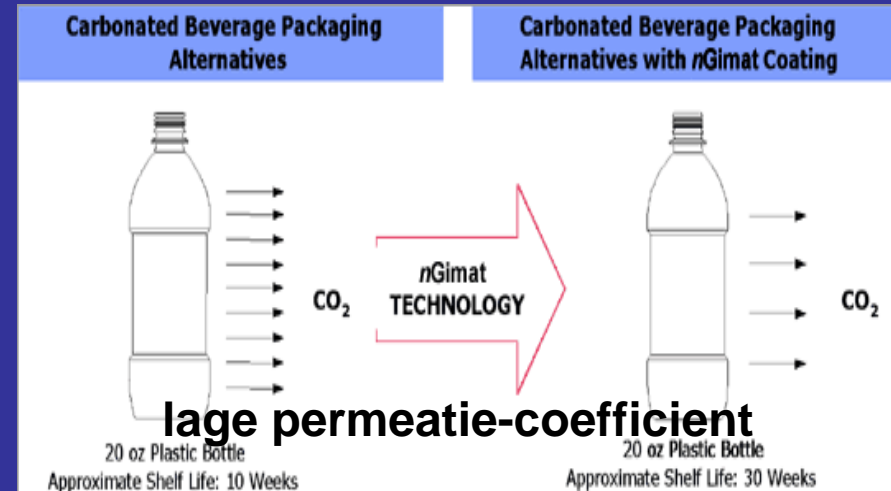 Carbonated Beverage Packaging
Alternatives
Carbonated Beverage Packaging
Alternatives with nGimat Coating
CO₂
nGimat
TECHNOLOGY
CO₂
lage permeatie-coefficient
20 oz Plastic Bottle
Approximate Shelf Life: 10 Weeks
20 oz Plastic Bottle
Approximate Shelf Life: 30 Weeks